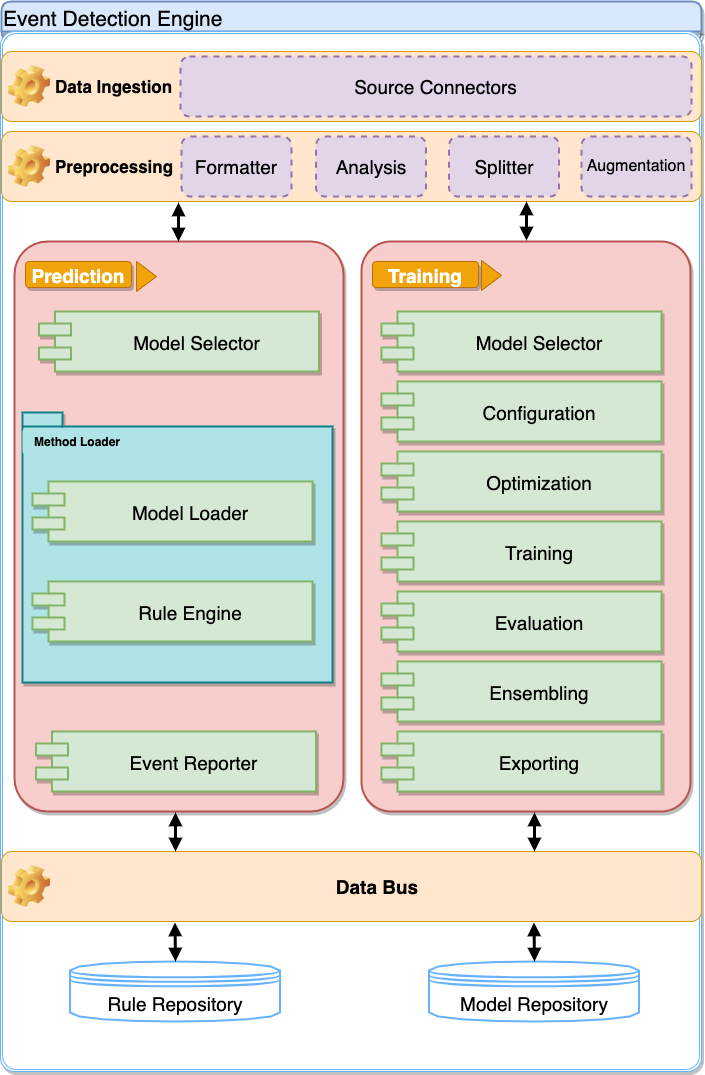 Event Detection Engine
Data Ingestion
Source Connectors
Preprocessing
Formatter
Analysis
Splitter
Augmentation
Prediction
Model Selector
Method Loader
Model Loader
Rule Engine
Event Reporter
Training
Model Selector
Configuration
Optimization
Training
Evaluation
Ensembling
Exporting
Data Bus
Rule Repository
Model Repository